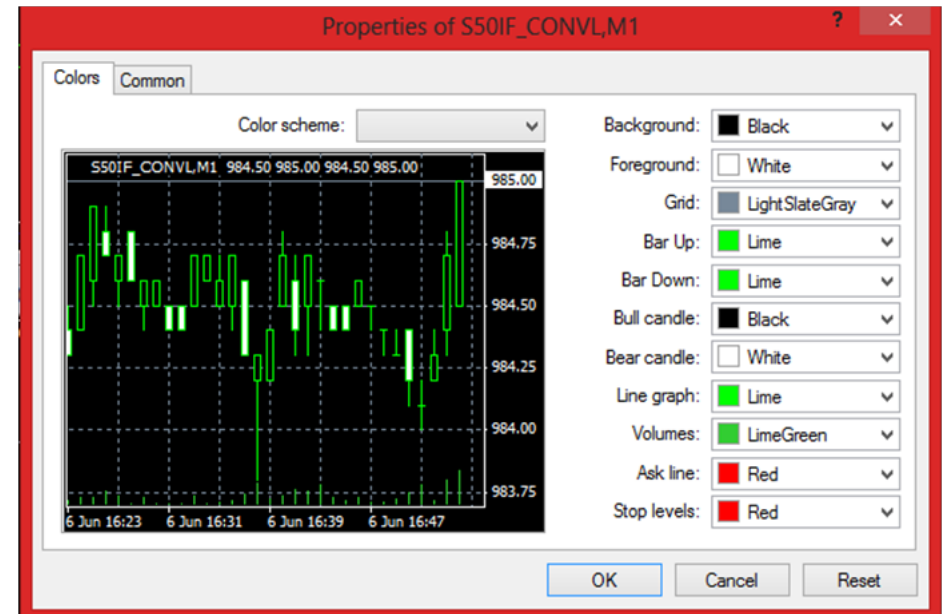 Properties of S50IF_CONVL,M1
? ×
Colors Common
Color scheme:
S50IF_CONVL,M1 984.50 985.00 984.50 985.00
985.00
984.75
984.50
984.25
984.00
983.75
6 Jun 16:23 6 Jun 16:31 6 Jun 16:39 6 Jun 16:47
Background: Black
Foreground: White
Grid: LightSlateGray
Bar Up: Lime
Bar Down: Lime
Bull candle: Black
Bear candle: White
Line graph: Lime
Volumes: LimeGreen
Ask line: Red
Stop levels: Red
OK Cancel Reset